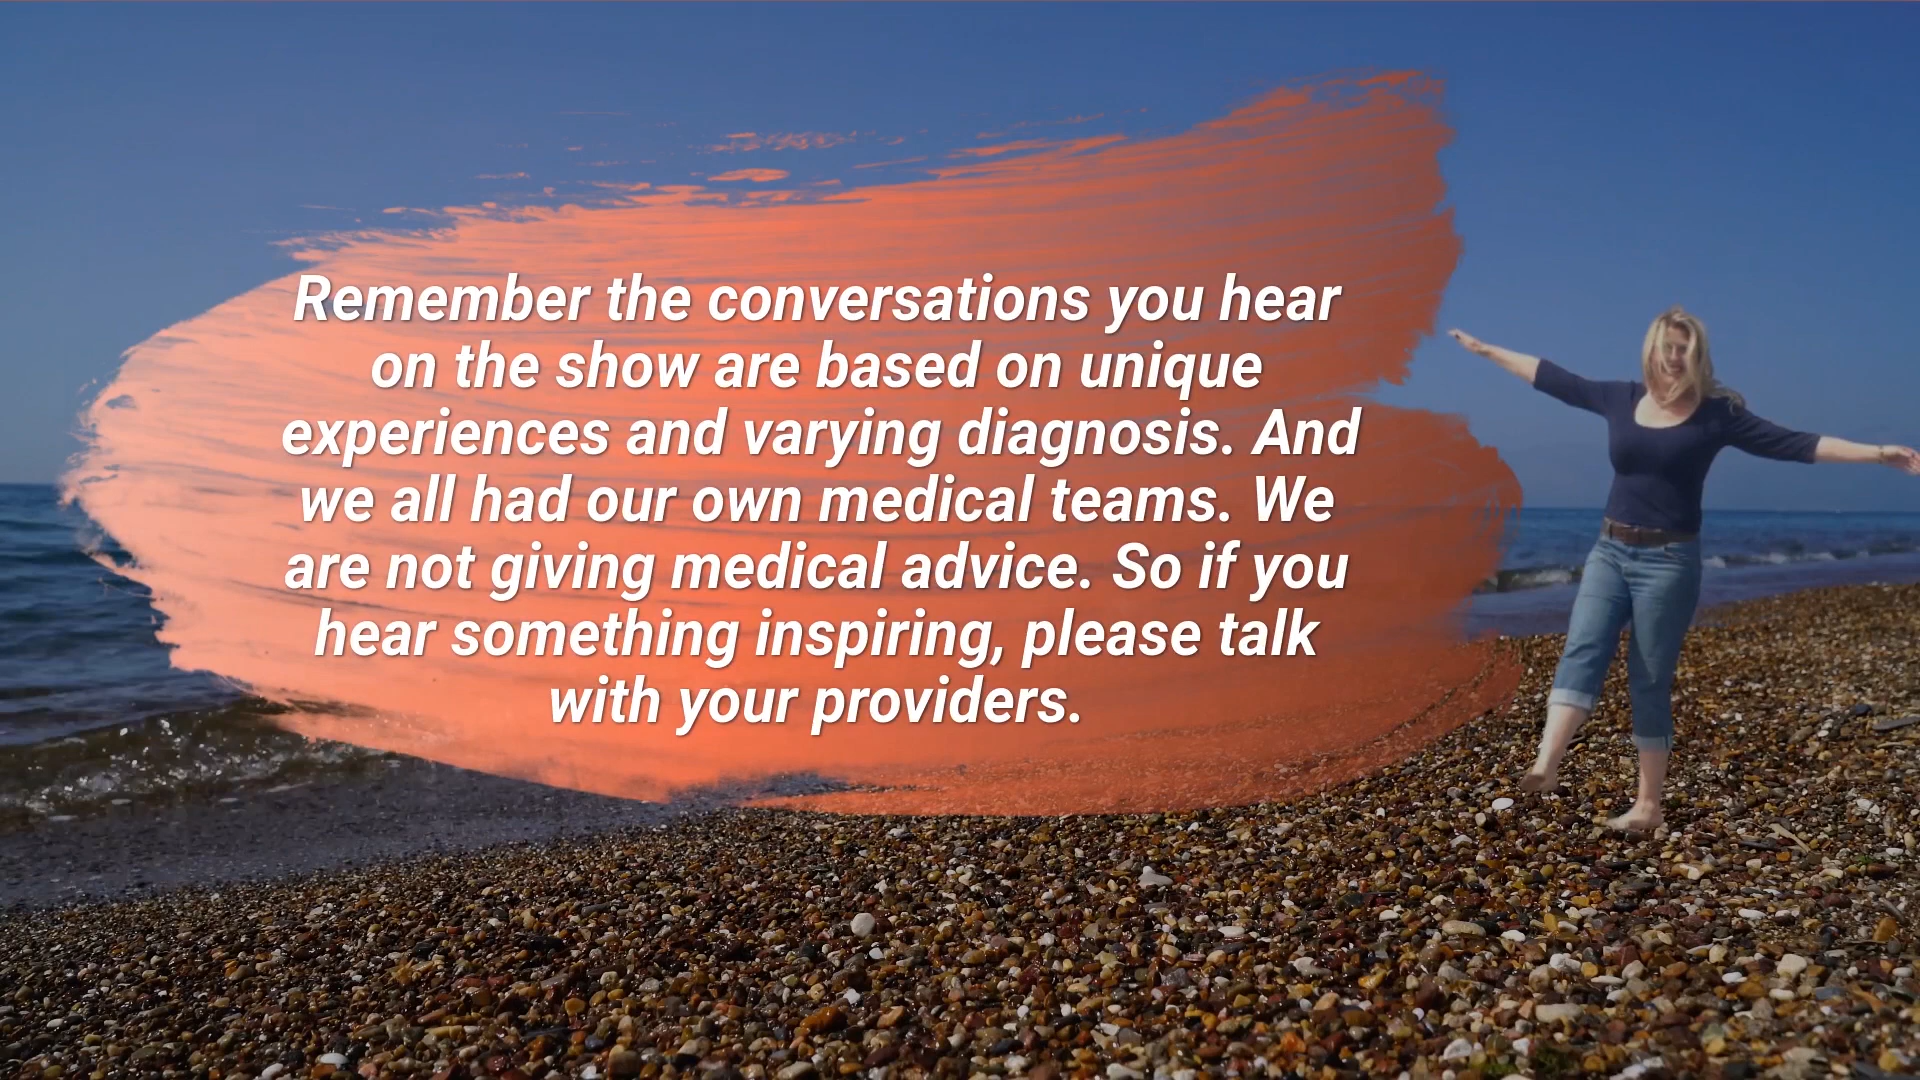 Remember the conversations you hear
on the show are based on unique
experiences and varying diagnosis. And
we all had our own medical teams. We
are not giving medical advice. So if you
hear something inspiring, please talk
with your providers.